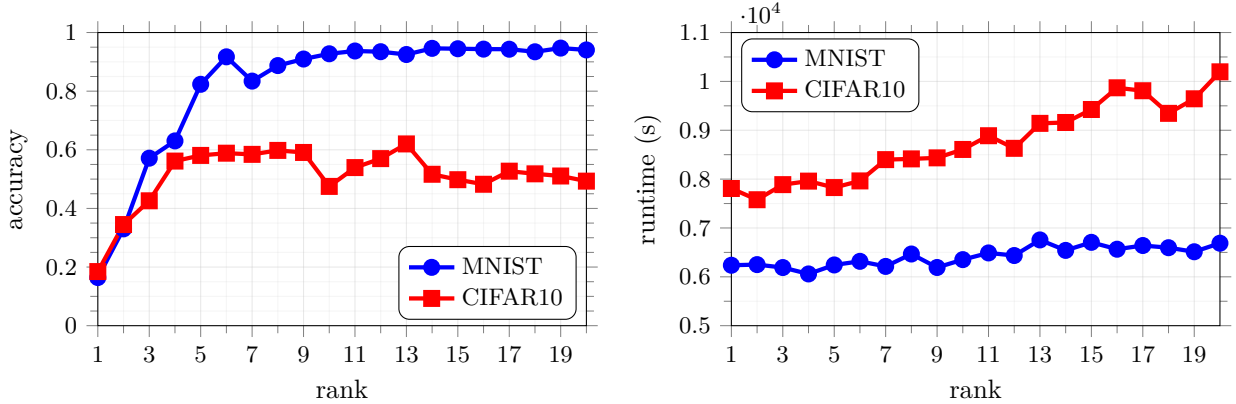 1
0.8
0.6
0.4
0.2
0
accuracy
1 3 5 7 9 11 13 15 17 19
rank
MNIST
CIFAR10
·10⁴
1.1
1
0.9
0.8
0.7
0.6
0.5
runtime (s)
1 3 5 7 9 11 13 15 17 19
rank
MNIST
CIFAR10